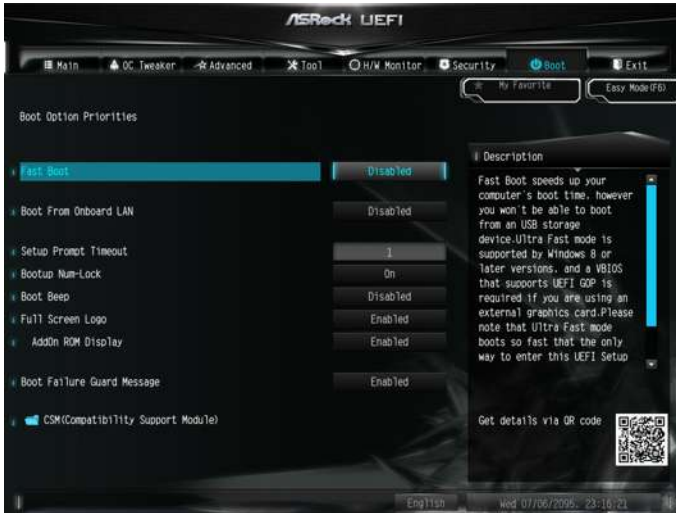 ASRock UEFI
Main OC Tweaker Advanced Tool H/W Monitor Security Boot Exit
My Favorite Easy Mode(F6)
Boot Option Priorities
Fast Boot Disabled
Boot From Onboard LAN Disabled
Setup Prompt Timeout 1
Bootup Num-Lock On
Boot Beep Disabled
Full Screen Logo Enabled
AddOn ROM Display Enabled
Boot Failure Guard Message Enabled
CSM(Compatibility Support Module)
Description
Fast Boot speeds up your
computer's boot time. however
you won't be able to boot
from an USB storage
device.Ultra Fast mode is
supported by Windows 8 or
later versions. and a VBIOS
that supports UEFI GOP is
required if you are using an
external graphics card.Please
note that Ultra Fast mode
boots so fast that the only
way to enter this UEFI Setup
Get details via QR code
English Wed 07/06/2095. 23:16:21